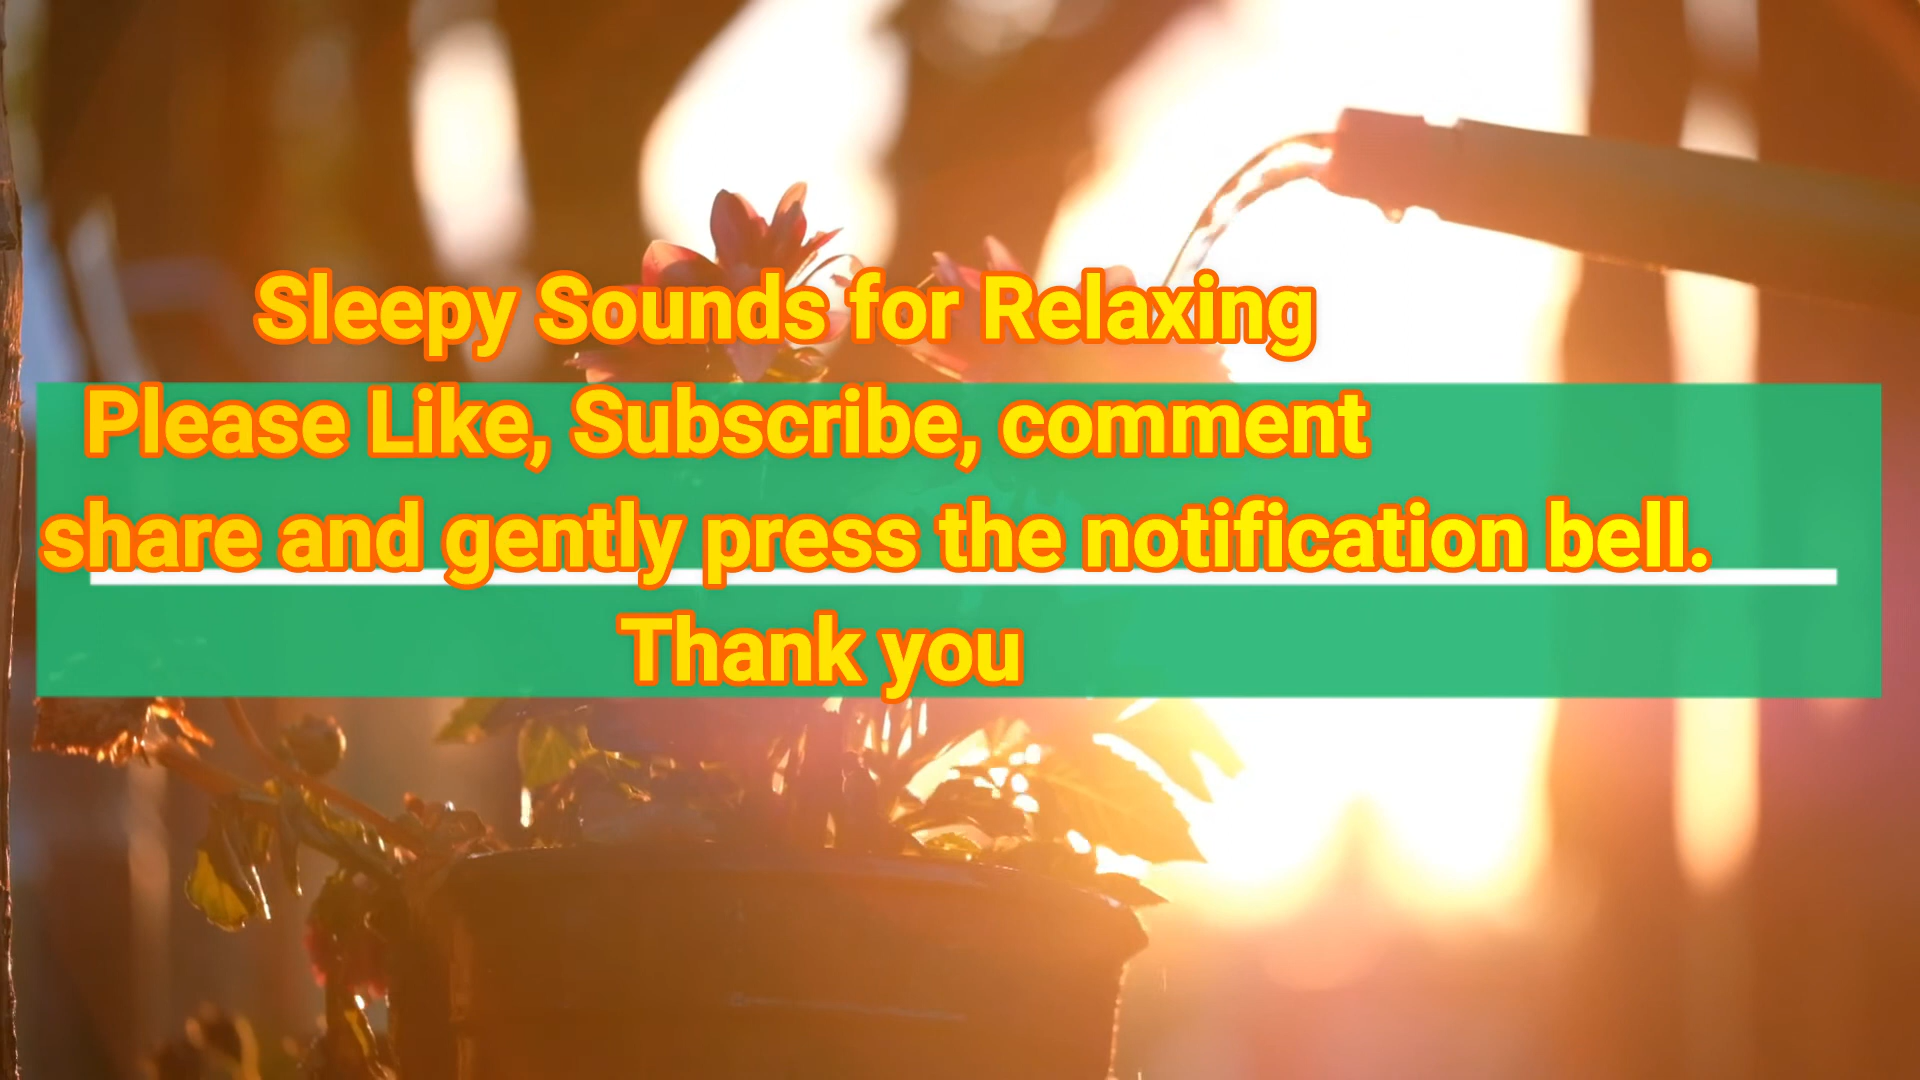 Sleepy Sounds for Relaxing
Please Like, Subscribe, comment
share and gently press the notification bell.
Thank you